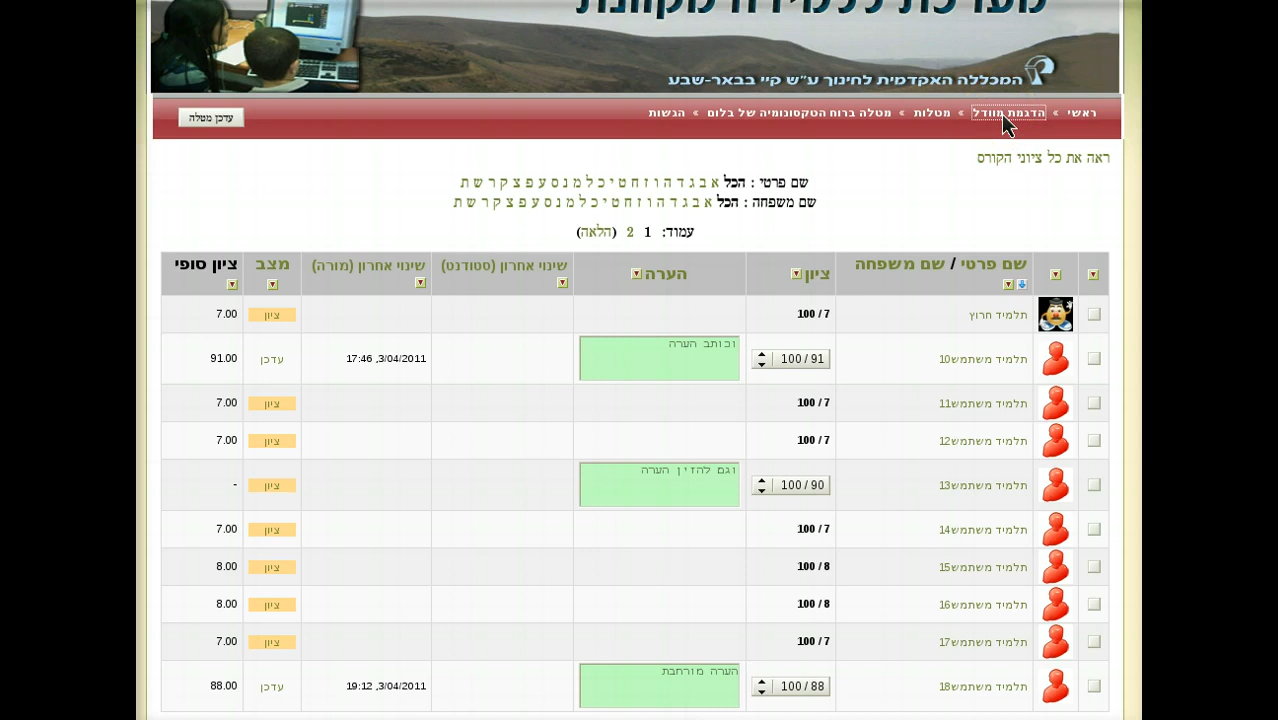 מערכת ללמידה מקוונת
המכללה האקדמית לחינוך ע"ש קיי בבאר-שבע
ראשי » הדגמת מוודל » מטלות » מטלה ברוח הטקסונומיה של בלום » הגשות
עדכן מטלה
ראה את כל ציוני הקורס
שם פרטי : הכל א ב ג ד ה ו ז ח ט י כ ל מ נ ס ע פ צ ק ר ש ת
שם משפחה : הכל א ב ג ד ה ו ז ח ט י כ ל מ נ ס ע פ צ ק ר ש ת
עמוד: 1 2 (הלאה)
שם פרטי / שם משפחה ציון הערה שינוי אחרון (סטודנט) שינוי אחרון (מורה) מצב ציון סופי
תלמיד חרוץ 7 / 100 ציון 7.00
תלמיד משתמש10 91 / 100 וכותב הערה 3/04/2011, 17:46 עדכן 91.00
תלמיד משתמש11 7 / 100 ציון 7.00
תלמיד משתמש12 7 / 100 ציון 7.00
תלמיד משתמש13 90 / 100 וגם להזין הערה ציון -
תלמיד משתמש14 7 / 100 ציון 7.00
תלמיד משתמש15 8 / 100 ציון 8.00
תלמיד משתמש16 8 / 100 ציון 8.00
תלמיד משתמש17 7 / 100 ציון 7.00
תלמיד משתמש18 88 / 100 הערה מורחבת 3/04/2011, 19:12 עדכן 88.00